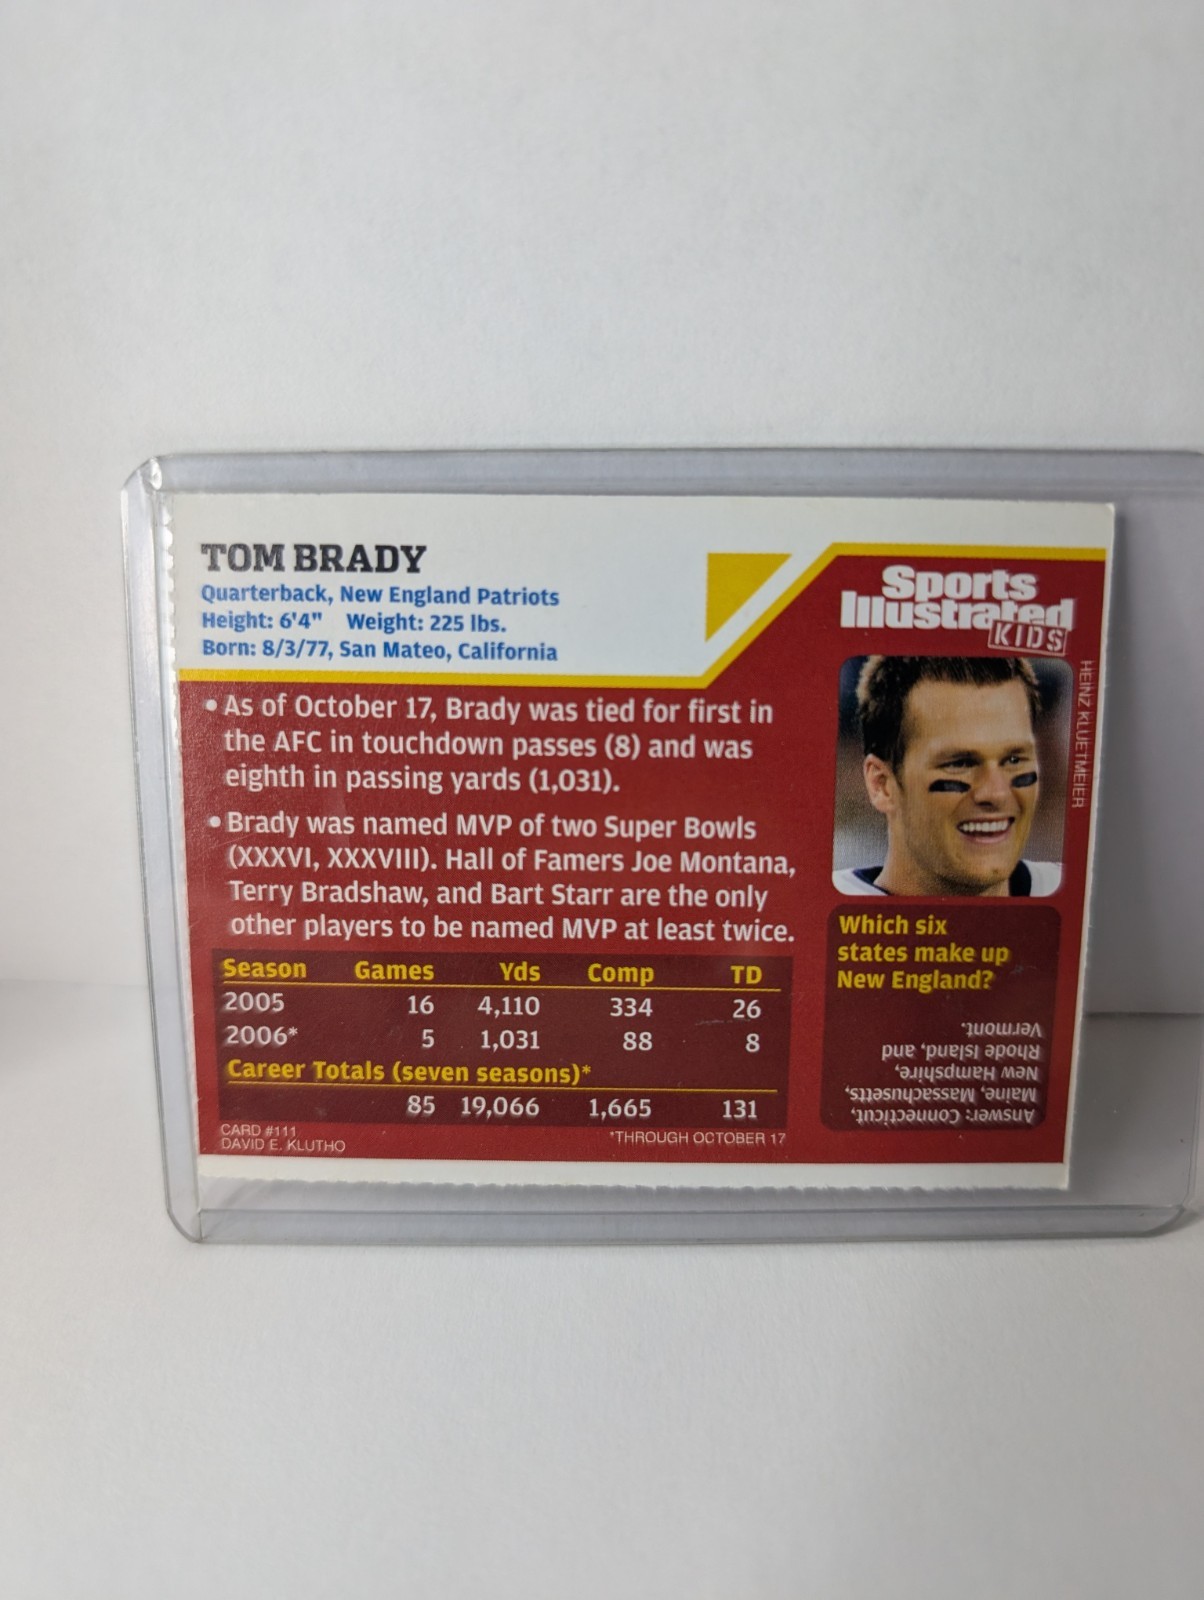 TOM BRADY
Quarterback, New England Patriots
Height: 6'4" Weight: 225 lbs.
Born: 8/3/77, San Mateo, California
• As of October 17, Brady was tied for first in
the AFC in touchdown passes (8) and was
eighth in passing yards (1,031).
• Brady was named MVP of two Super Bowls
(XXXVI, XXXVIII). Hall of Famers Joe Montana,
Terry Bradshaw, and Bart Starr are the only
other players to be named MVP at least twice.
Season Games Yds Comp TD
2005 16 4,110 334 26
2006* 5 1,031 88 8
Career Totals (seven seasons)*
85 19,066 1,665 131
CARD #111
DAVID E. KLUTHO
*THROUGH OCTOBER 17
Sports
Illustrated
KIDS
HEINZ KLUETMEIER
Which six
states make up
New England?
Answer: Connecticut,
Maine, Massachusetts,
New Hampshire,
Rhode Island, and
Vermont.